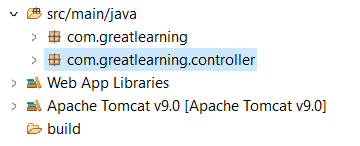 src/main/java
com.greatlearning
com.greatlearning.controller
Web App Libraries
Apache Tomcat v9.0 [Apache Tomcat v9.0]
build